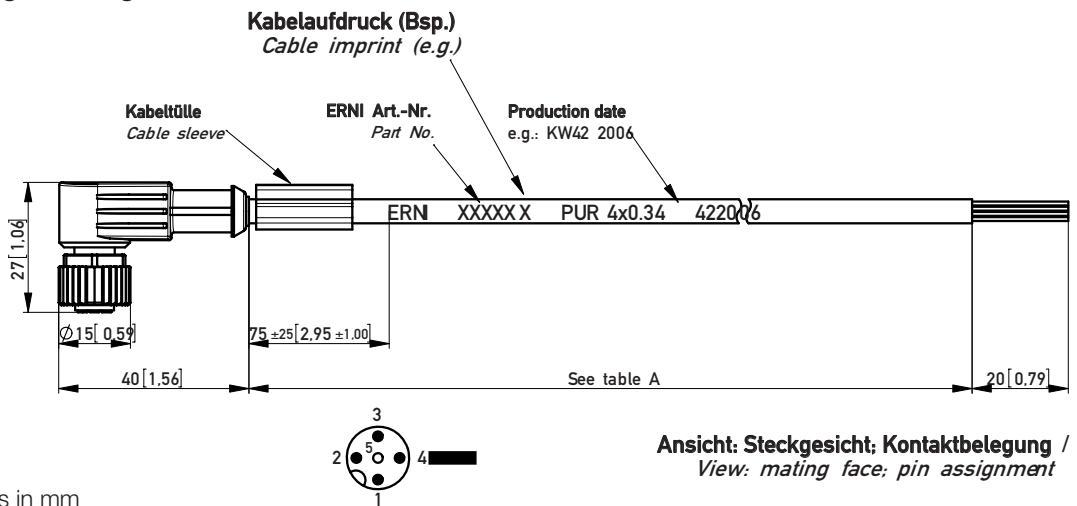 Kabelaufdruck (Bsp.)
Cable imprint (e.g.)
Kabeltülle
Cable sleeve
ERNI Art.-Nr.
Part No.
Production date
e.g.: KW42 2006
ERNI XXXXXX PUR 4x0.34 422006
27[1.06]
Ø15[0,59]
75 ±25[2,95 ±1,00]
40[1,56]
See table A
20[0,79]
3
2 5 4
1
Ansicht: Steckgesicht; Kontaktbelegung /
View: mating face; pin assignment
s in mm